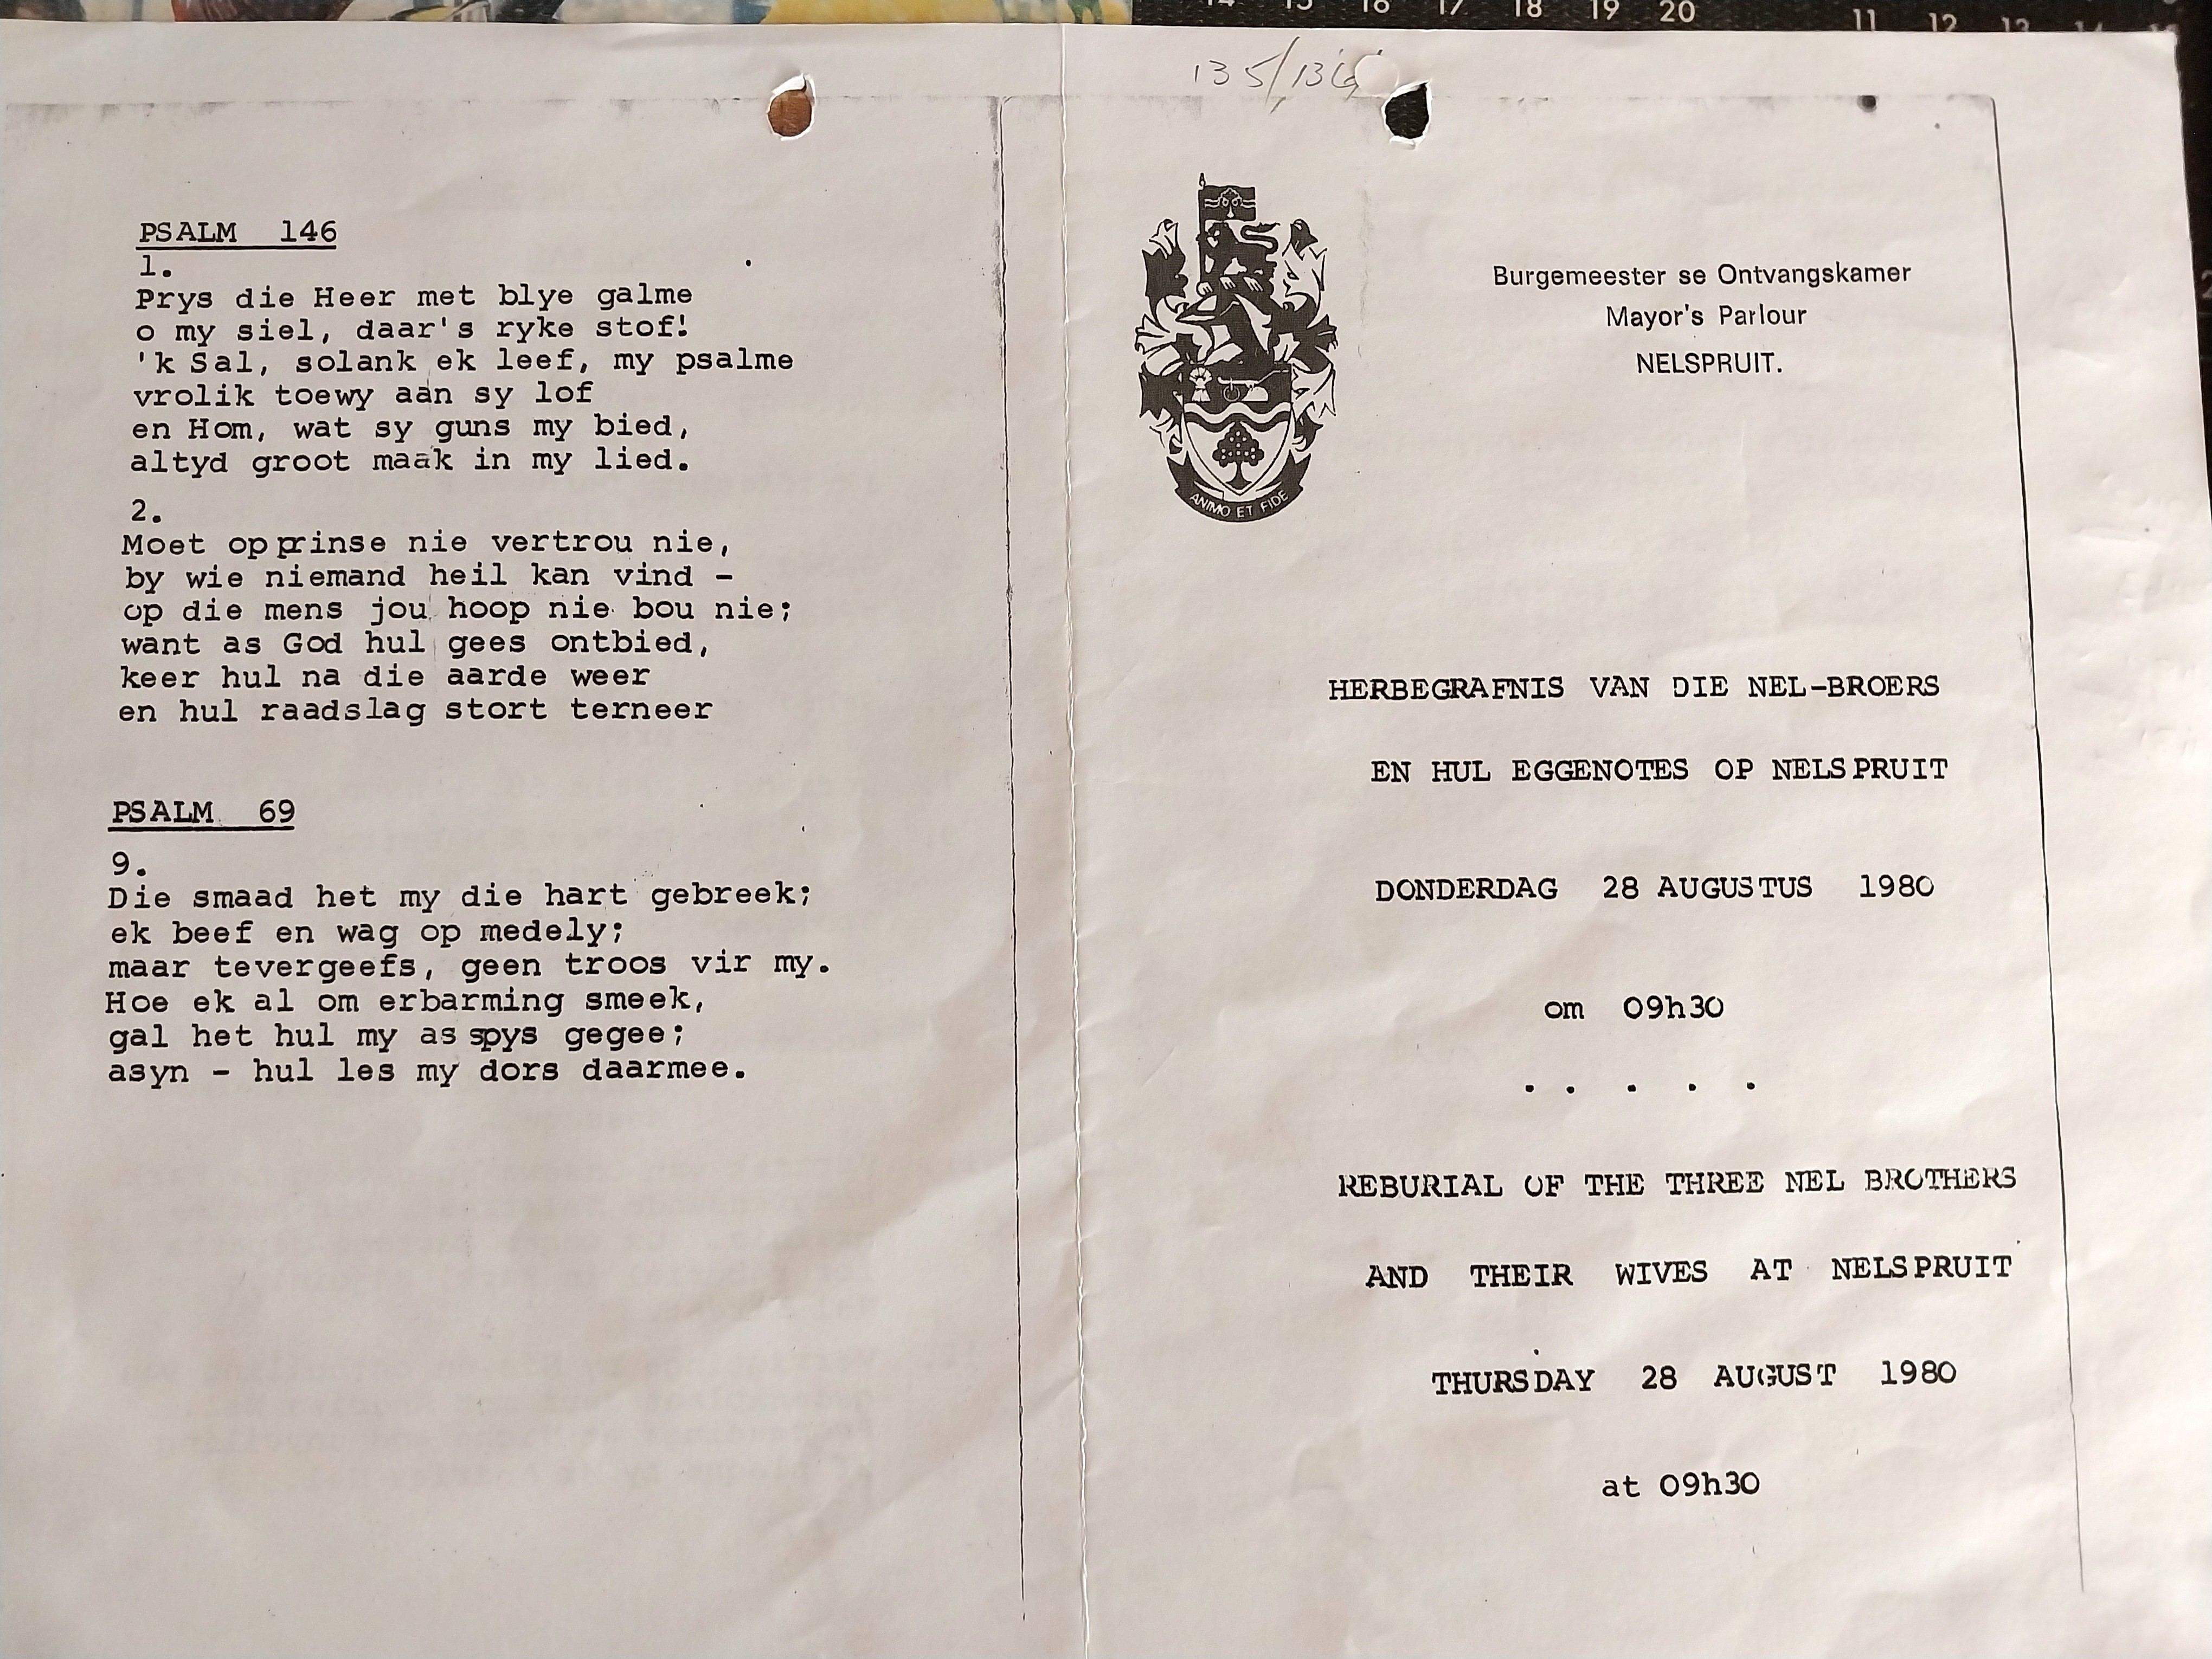 PSALM 146
1.
Prys die Heer met blye galme
o my siel, daar's ryke stof!
'k Sal, solank ek leef, my psalme
vrolik toewy aan sy lof
en Hom, wat sy guns my bied,
altyd groot maak in my lied.
2.
Moet op prinse nie vertrou nie,
by wie niemand heil kan vind -
op die mens jou hoop nie bou nie;
want as God hul gees ontbied,
keer hul na die aarde weer
en hul raadslag stort terneer
PSALM 69
9.
Die smaad het my die hart gebreek;
ek beef en wag op medely;
maar tevergeefs, geen troos vir my.
Hoe ek al om erbarming smeek,
gal het hul my as spys gegee;
asyn - hul les my dors daarmee.
135/136
ANIMO ET FIDE
Burgemeester se Ontvangskamer
Mayor's Parlour
NELSPRUIT.
HERBEGRAFNIS VAN DIE NEL-BROERS
EN HUL EGGENOTES OP NELSPRUIT
DONDERDAG 28 AUGUSTUS 1980
om 09h30
. . . . .
REBURIAL OF THE THREE NEL BROTHERS
AND THEIR WIVES AT NELSPRUIT
THURSDAY 28 AUGUST 1980
at 09h30